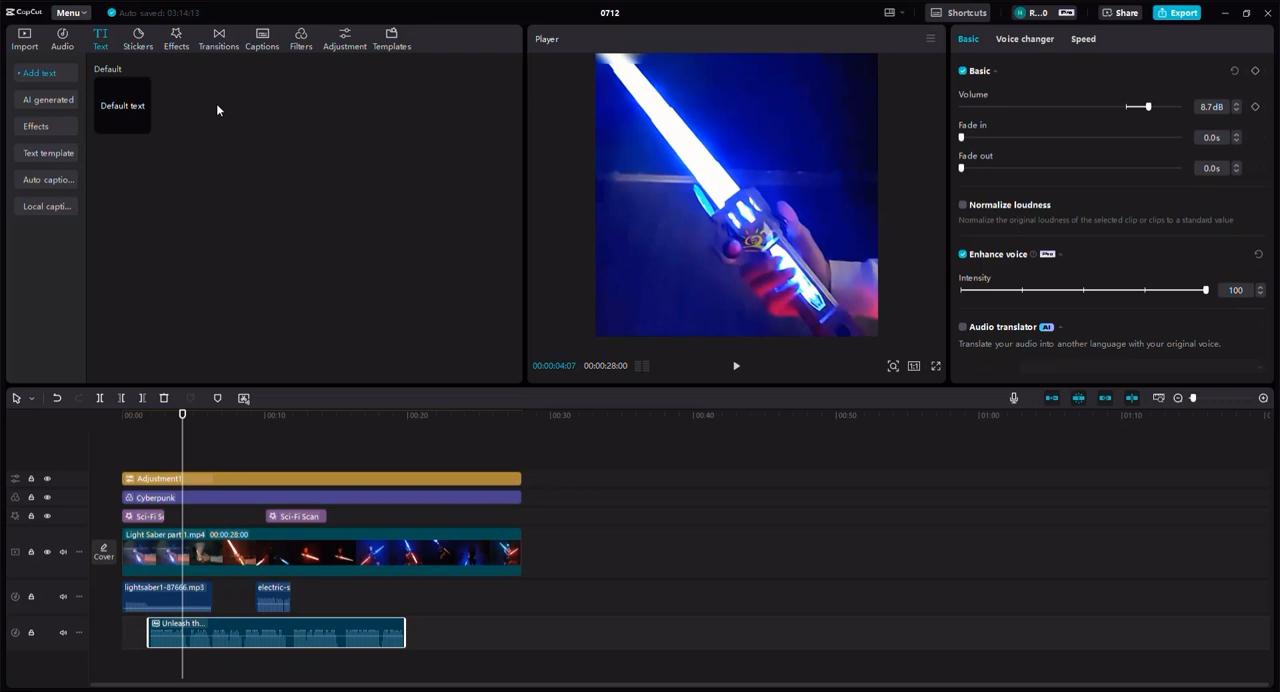 CapCut Menu Auto saved: 03:14:13 0712 Shortcuts R...0 Pro Share Export
Import Audio Text Stickers Effects Transitions Captions Filters Adjustment Templates
Add text
AI generated
Effects
Text template
Auto captio...
Local capti...
Default
Default text
Player
00:00:04:07 00:00:28:00
1:1
Basic Voice changer Speed
Basic
Volume
8.7dB
Fade in
0.0s
Fade out
0.0s
Normalize loudness
Normalize the original loudness of the selected clip or clips to a standard value
Enhance voice Pro
Intensity
100
Audio translator AI
Translate your audio into another language with your original voice.
00:00 00:10 00:20 00:30 00:40 00:50 01:00 01:10
Adjustment1
Cyberpunk
Sci-Fi Sc Sci-Fi Scan
Cover
Light Saber part 1.mp4 00:00:28:00
lightsaber1-87666.mp3 electric-s
Unleash th...